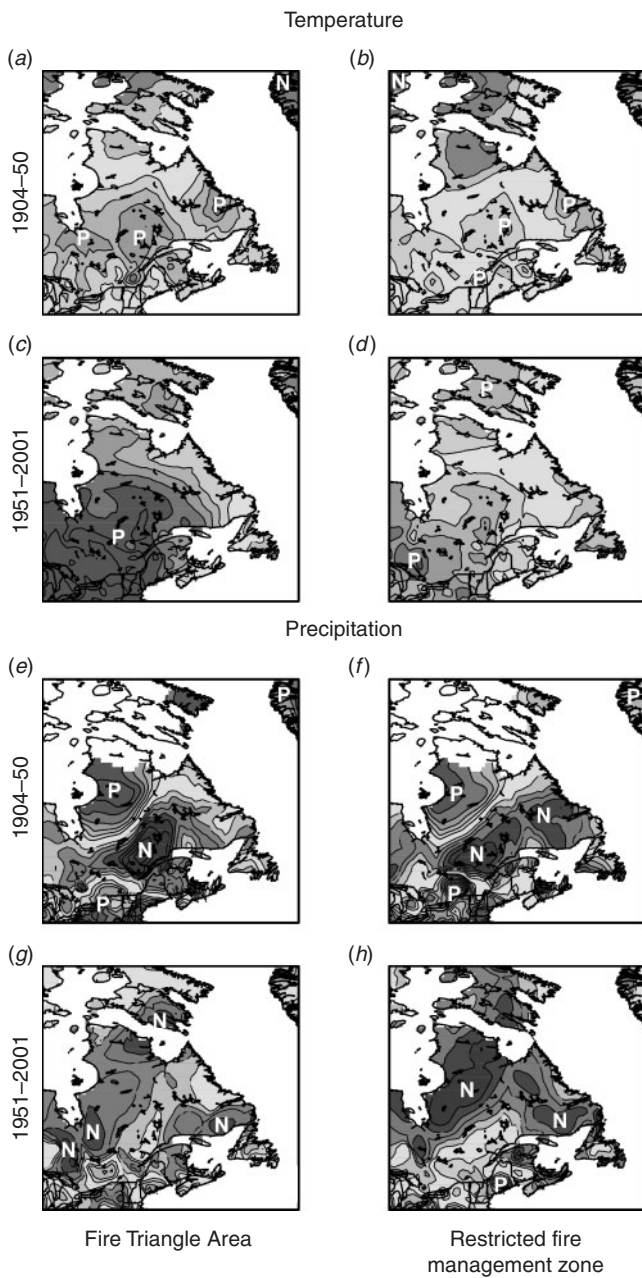 Temperature
(a)
(b)
N
N
1904–50
P
P
P
P
P
P
(c)
(d)
P
1951–2001
P
P
Precipitation
(e)
(f)
P
P
1904–50
P
P
N
N
N
P
P
(g)
(h)
N
1951–2001
N
N
N
N
N
P
Fire Triangle Area
Restricted fire
management zone